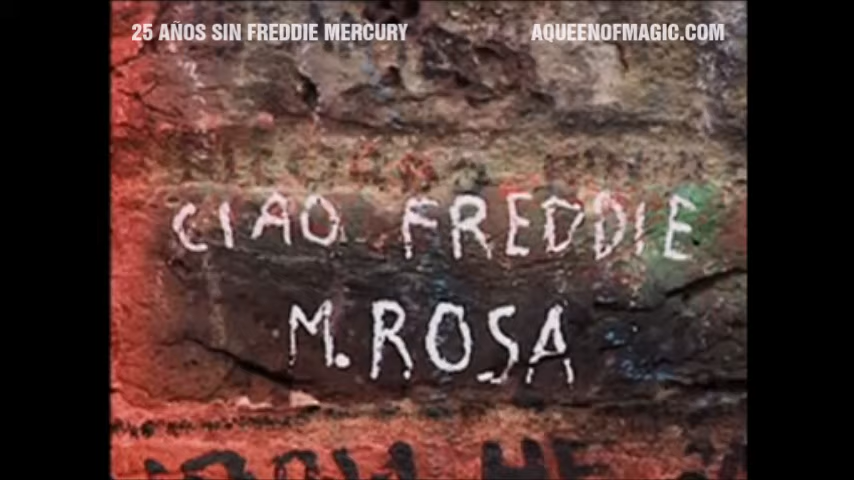 25 AÑOS SIN FREDDIE MERCURY AQUEENOFMAGIC.COM
CIAO FREDDIE
M. ROSA